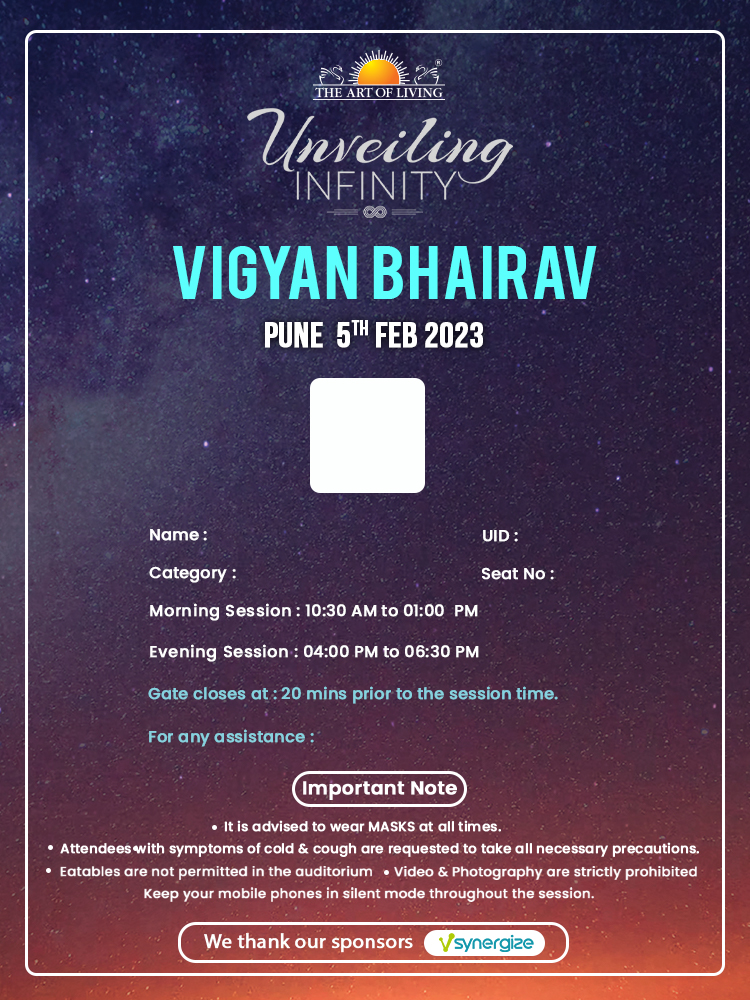 THE ART OF LIVING ®
Unveiling
INFINITY
VIGYAN BHAIRAV
PUNE 5TH FEB 2023
Name : UID :
Category : Seat No :
Morning Session : 10:30 AM to 01:00 PM
Evening Session : 04:00 PM to 06:30 PM
Gate closes at : 20 mins prior to the session time.
For any assistance :
Important Note
• It is advised to wear MASKS at all times.
• Attendees•with symptoms of cold & cough are requested to take all necessary precautions.
• Eatables are not permitted in the auditorium • Video & Photography are strictly prohibited
Keep your mobile phones in silent mode throughout the session.
We thank our sponsors Vsynergize